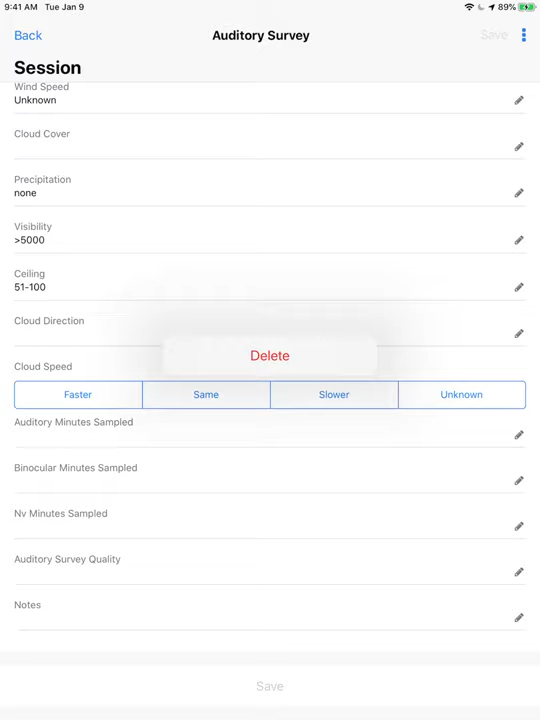 9:41 AM Tue Jan 9 89%
Back Auditory Survey Save
Session
Wind Speed
Unknown
Cloud Cover
Precipitation
none
Visibility
>5000
Ceiling
51-100
Cloud Direction
Delete
Cloud Speed
Faster Same Slower Unknown
Auditory Minutes Sampled
Binocular Minutes Sampled
Nv Minutes Sampled
Auditory Survey Quality
Notes
Save